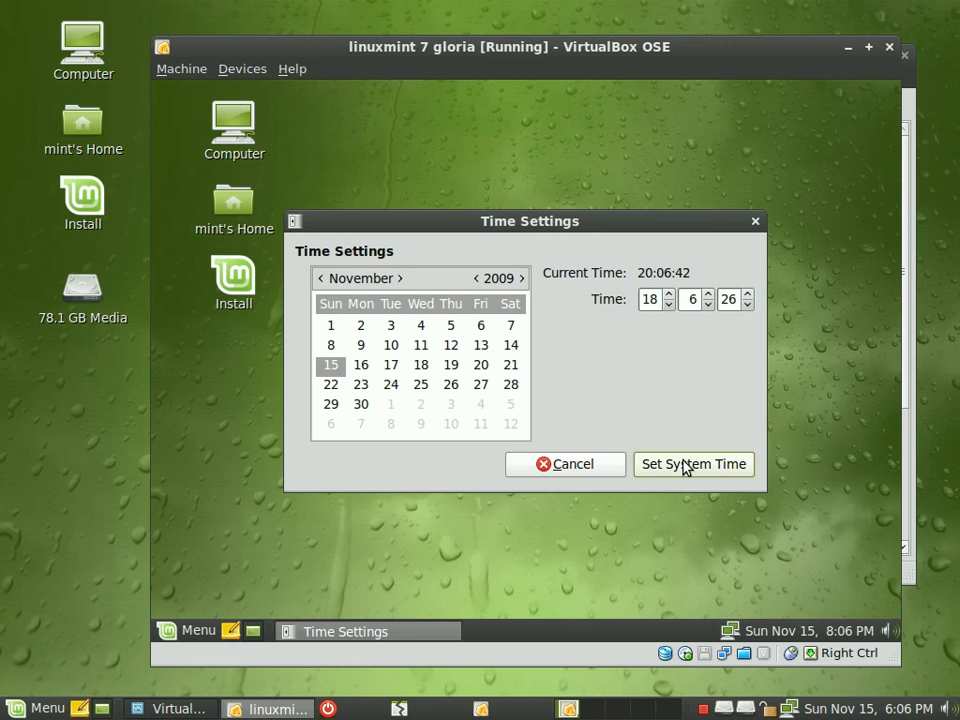 Computer
mint's Home
Install
78.1 GB Media
linuxmint 7 gloria [Running] - VirtualBox OSE
Machine Devices Help
Computer
mint's Home
Install
Time Settings
Time Settings
November 2009
Sun Mon Tue Wed Thu Fri Sat
1 2 3 4 5 6 7
8 9 10 11 12 13 14
15 16 17 18 19 20 21
22 23 24 25 26 27 28
29 30 1 2 3 4 5
6 7 8 9 10 11 12
Current Time: 20:06:42
Time: 18 6 26
Cancel
Set System Time
Menu Time Settings Sun Nov 15, 8:06 PM
Right Ctrl
Menu Virtual... linuxmi... Sun Nov 15, 6:06 PM